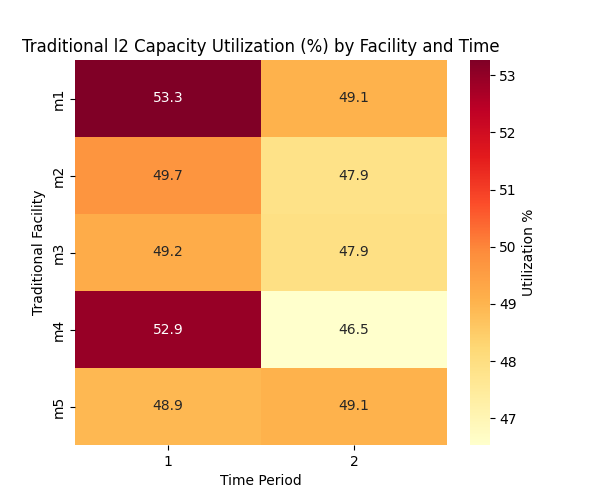 Traditional l2 Capacity Utilization (%) by Facility and Time
m1 53.3 49.1
m2 49.7 47.9
m3 49.2 47.9
m4 52.9 46.5
m5 48.9 49.1
1 2
Time Period
Traditional Facility
53
52
51
50
49
48
47
Utilization %